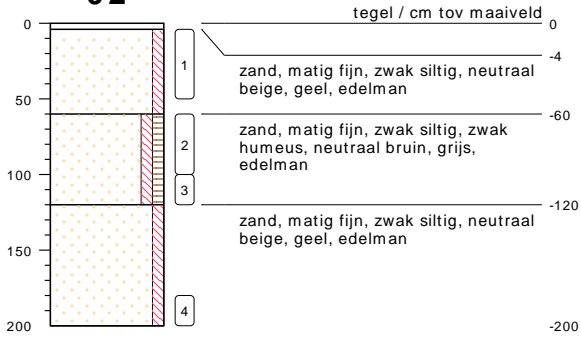 tegel / cm tov maaiveld
0
0
-4
1
zand, matig fijn, zwak siltig, neutraal
beige, geel, edelman
50
-60
2
zand, matig fijn, zwak siltig, zwak
humeus, neutraal bruin, grijs,
edelman
100
3
-120
zand, matig fijn, zwak siltig, neutraal
beige, geel, edelman
150
4
200
-200